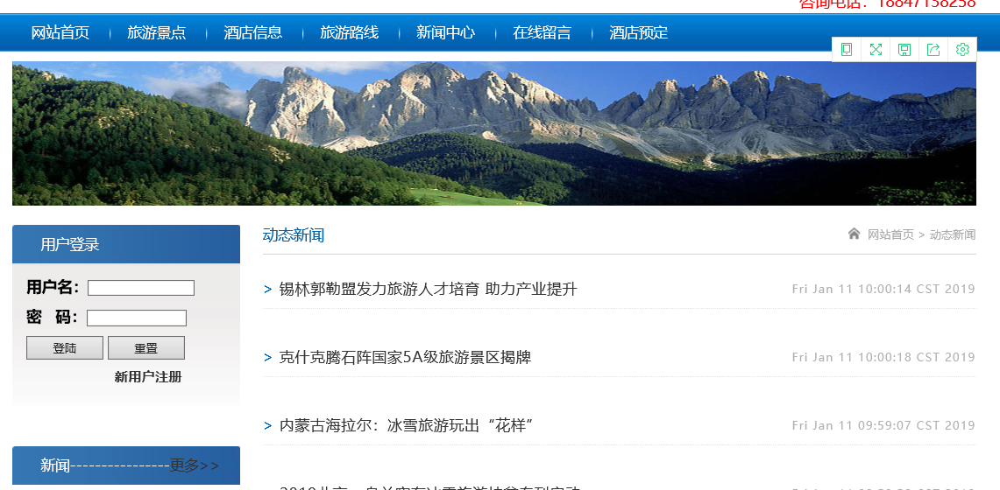 咨询电话：18847138258
网站首页 旅游景点 酒店信息 旅游路线 新闻中心 在线留言 酒店预定
用户登录
用户名：
密 码：
登陆 重置
新用户注册
新闻----------------更多>>
动态新闻
网站首页 > 动态新闻
> 锡林郭勒盟发力旅游人才培育 助力产业提升 Fri Jan 11 10:00:14 CST 2019
> 克什克腾石阵国家5A级旅游景区揭牌 Fri Jan 11 10:00:18 CST 2019
> 内蒙古海拉尔：冰雪旅游玩出“花样” Fri Jan 11 09:59:07 CST 2019